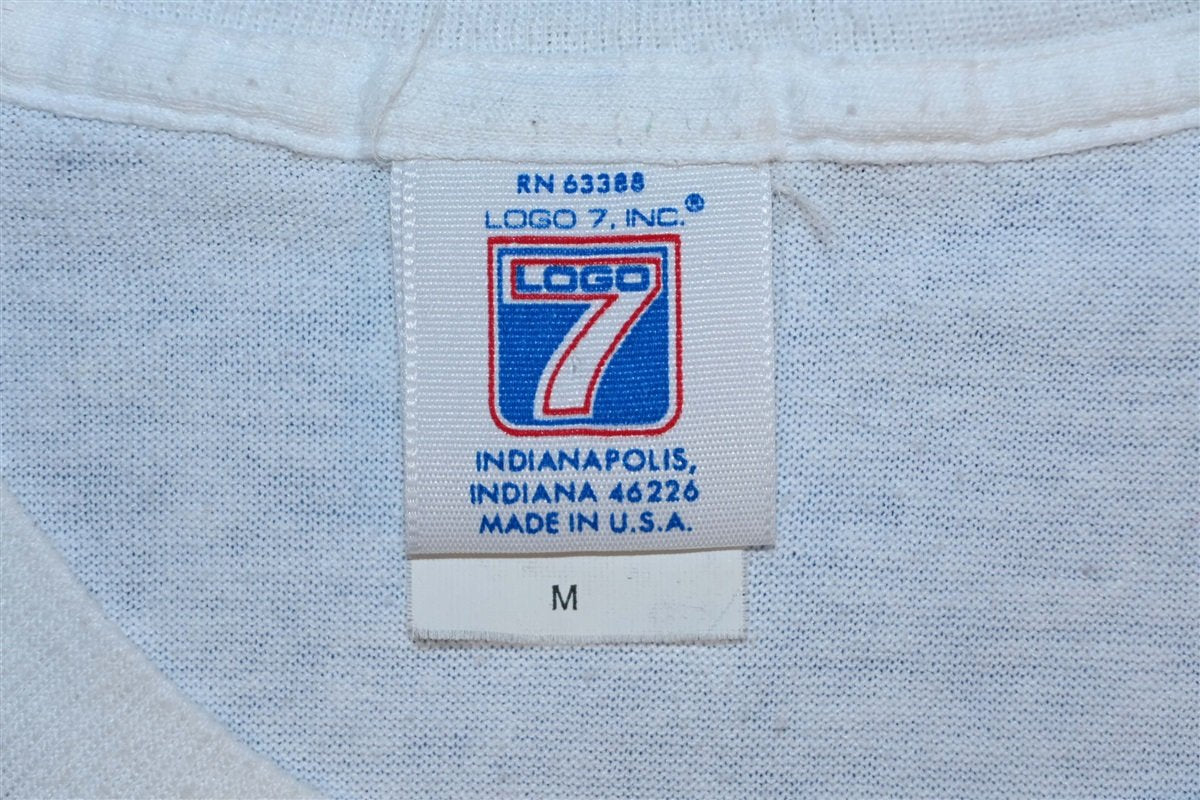 RN 63388
LOGO 7, INC.®
LOGO
7
INDIANAPOLIS,
INDIANA 46226
MADE IN U.S.A.
M